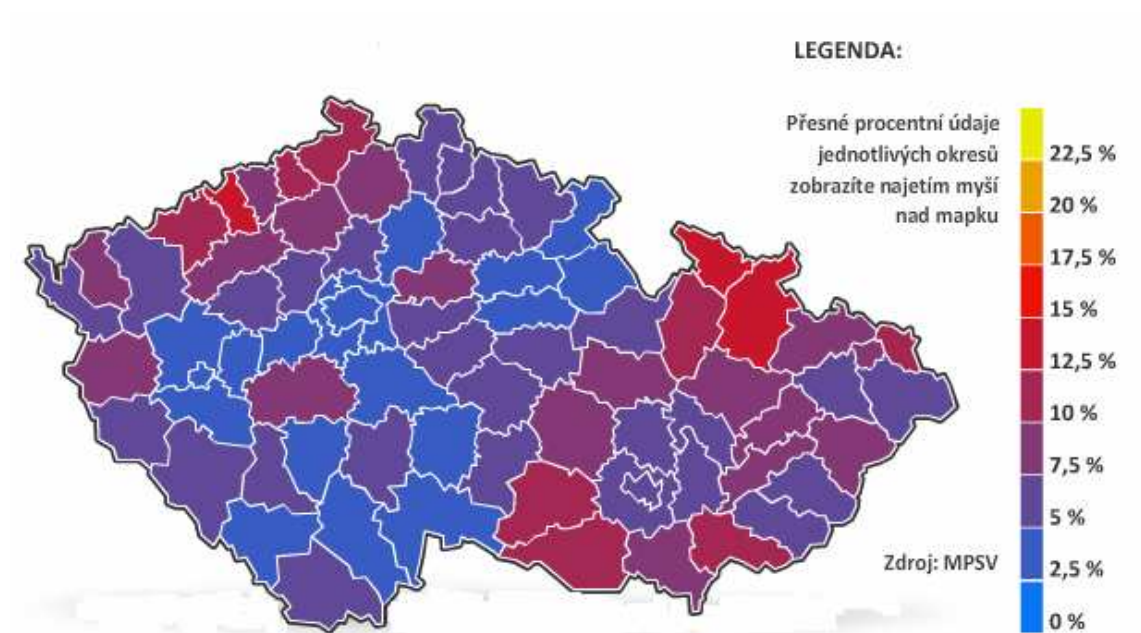 LEGENDA:
Přesné procentní údaje
jednotlivých okresů
zobrazíte najetím myší
nad mapku
22,5 %
20 %
17,5 %
15 %
12,5 %
10 %
7,5 %
5 %
2,5 %
0 %
Zdroj: MPSV